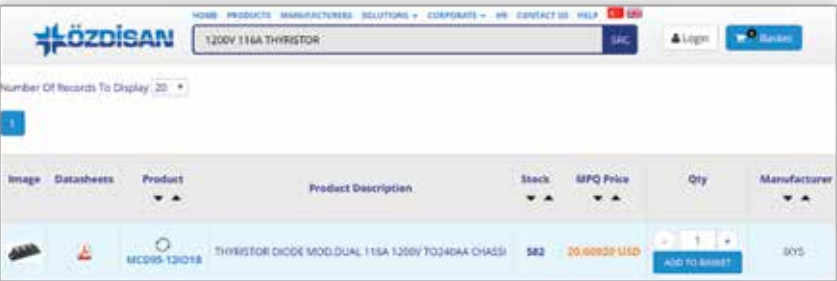 HOME PRODUCTS MANUFACTURERS SOLUTIONS CORPORATE HR CONTACT US HELP
ÖZDİSAN
1200V 116A THYRISTOR
SRC
Login
0
Basket
Number Of Records To Display 20
1
Image Datasheets Product Product Description Stock MPQ Price Qty Manufacturer
MCD95-12IO1B THYRISTOR DIODE MOD.DUAL 116A 1200V TO240AA CHASSI 582 20.60920 USD - 1 + IXYS
ADD TO BASKET